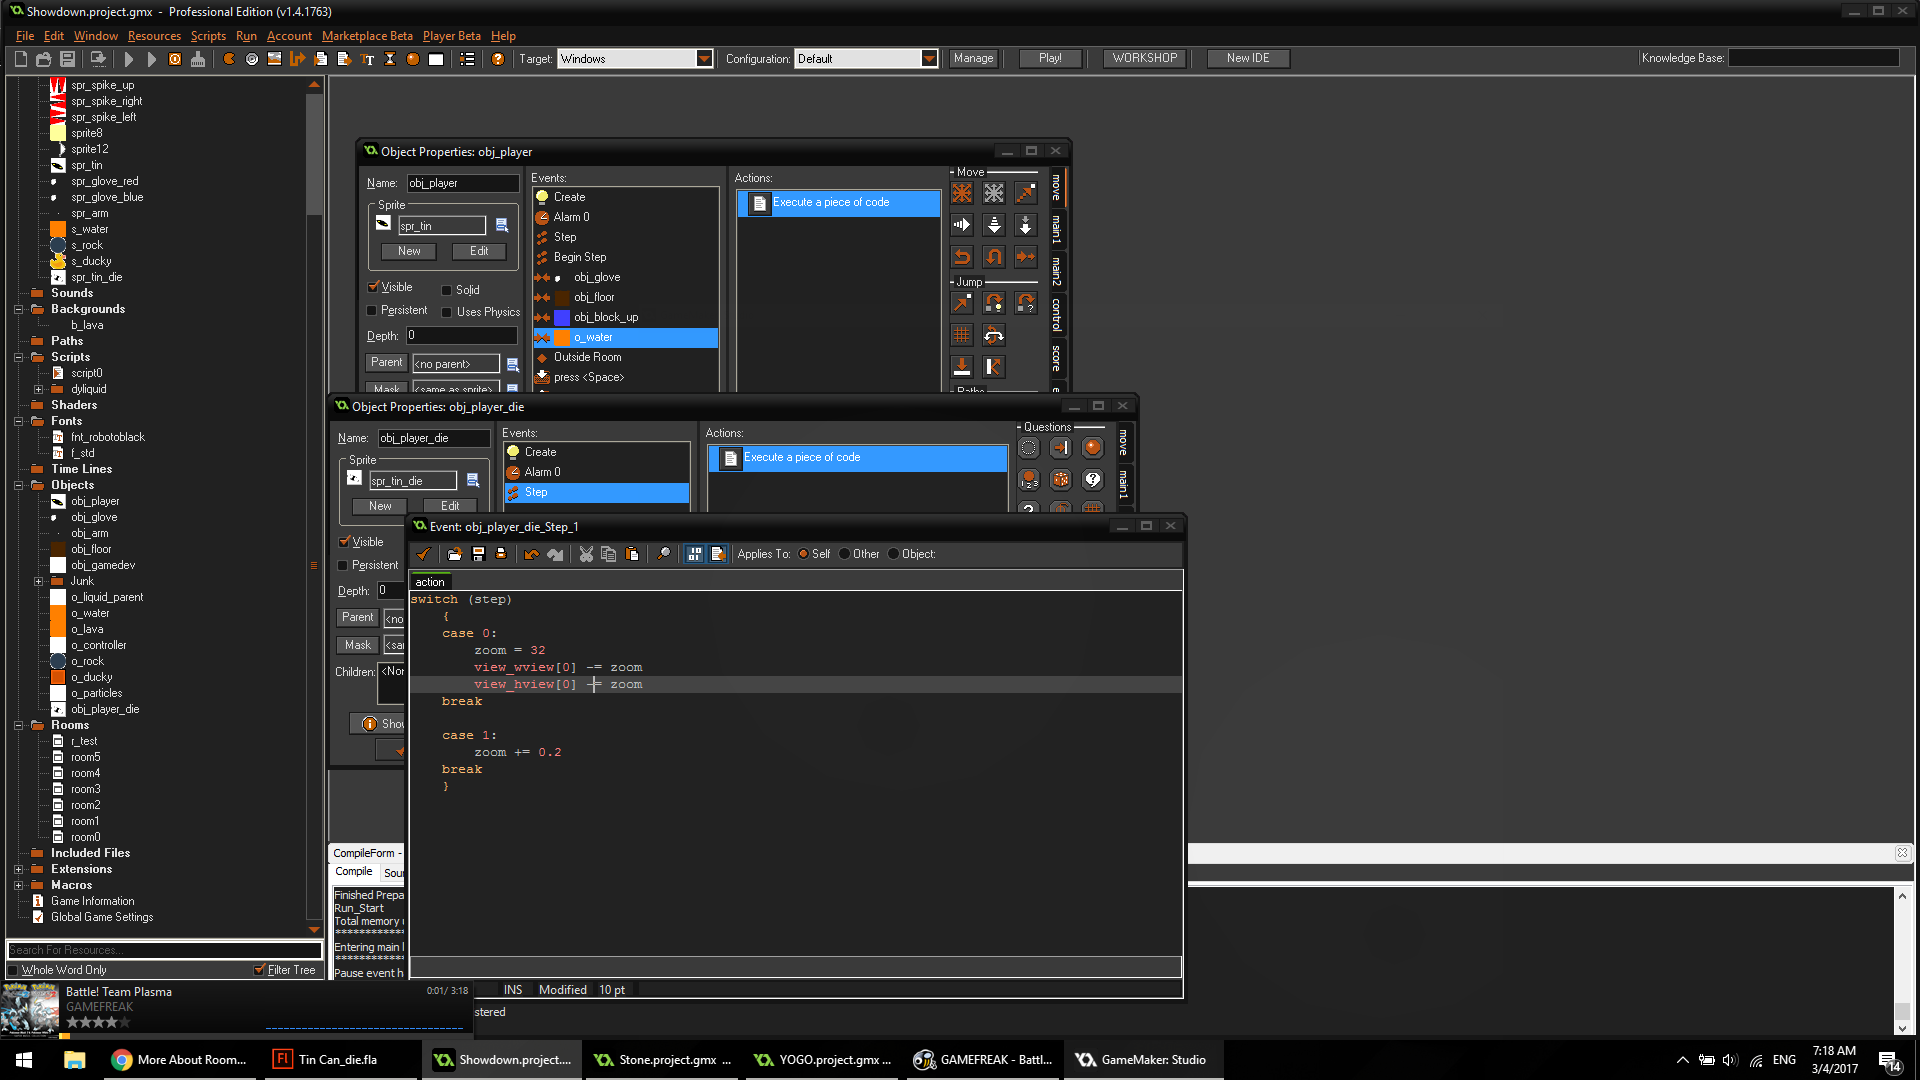 Showdown.project.gmx - Professional Edition (v1.4.1763)
File Edit Window Resources Scripts Run Account Marketplace Beta Player Beta Help
Target: Windows Configuration: Default Manage Play! WORKSHOP New IDE Knowledge Base:
spr_spike_up
spr_spike_right
spr_spike_left
sprite8
sprite12
spr_tin
spr_glove_red
spr_glove_blue
spr_arm
s_water
s_rock
s_ducky
spr_tin_die
Sounds
Backgrounds
b_lava
Paths
Scripts
script0
dyliquid
Shaders
Fonts
fnt_robotoblack
f_std
Time Lines
Objects
obj_player
obj_glove
obj_arm
obj_floor
obj_gamedev
Junk
o_liquid_parent
o_water
o_lava
o_controller
o_rock
o_ducky
o_particles
obj_player_die
Rooms
r_test
room5
room4
room3
room2
room1
room0
Included Files
Extensions
Macros
Game Information
Global Game Settings
Search For Resources...
Whole Word Only Filter Tree
Object Properties: obj_player
Name: obj_player
Sprite
spr_tin
New Edit
Visible Solid
Persistent Uses Physics
Depth: 0
Parent <no parent>
Mask <same as sprite>
Events:
Create
Alarm 0
Step
Begin Step
obj_glove
obj_floor
obj_block_up
o_water
Outside Room
press <Space>
Actions:
Execute a piece of code
Move
Jump
Paths
move
main1
main2
control
score
Object Properties: obj_player_die
Name: obj_player_die
Sprite
spr_tin_die
New Edit
Visible
Persistent
Depth: 0
Parent <no
Mask <sar
Children: <Nor
Show
Events:
Create
Alarm 0
Step
Actions:
Execute a piece of code
Questions
move
main1
Event: obj_player_die_Step_1
Applies To: Self Other Object:
action
switch (step)
{
case 0:
zoom = 32
view_wview[0] -= zoom
view_hview[0] -= zoom
break
case 1:
zoom += 0.2
break
}
INS Modified 10 pt
CompileForm -
Compile Sour
Finished Prepa
Run_Start
Total memory
***************
Entering main l
***************
Pause event h
stered
Battle! Team Plasma 0:01/ 3:18
GAMEFREAK
More About Room...
Tin Can_die.fla
Showdown.project....
Stone.project.gmx ...
YOGO.project.gmx ...
GAMEFREAK - Battl...
GameMaker: Studio
ENG
7:18 AM
3/4/2017
14